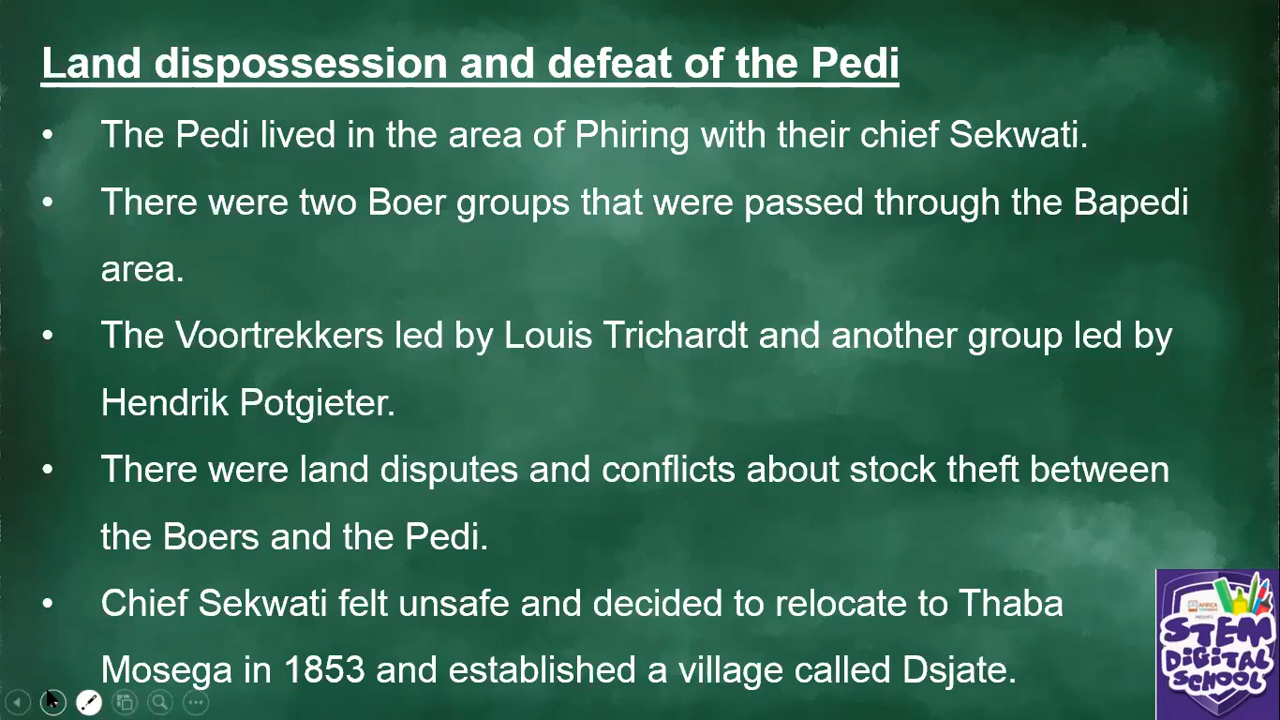 Land dispossession and defeat of the Pedi
• The Pedi lived in the area of Phiring with their chief Sekwati.
• There were two Boer groups that were passed through the Bapedi
area.
• The Voortrekkers led by Louis Trichardt and another group led by
Hendrik Potgieter.
• There were land disputes and conflicts about stock theft between
the Boers and the Pedi.
• Chief Sekwati felt unsafe and decided to relocate to Thaba
Mosega in 1853 and established a village called Dsjate.
AFRICA
STEM
DiGiTAL
SCHOOL